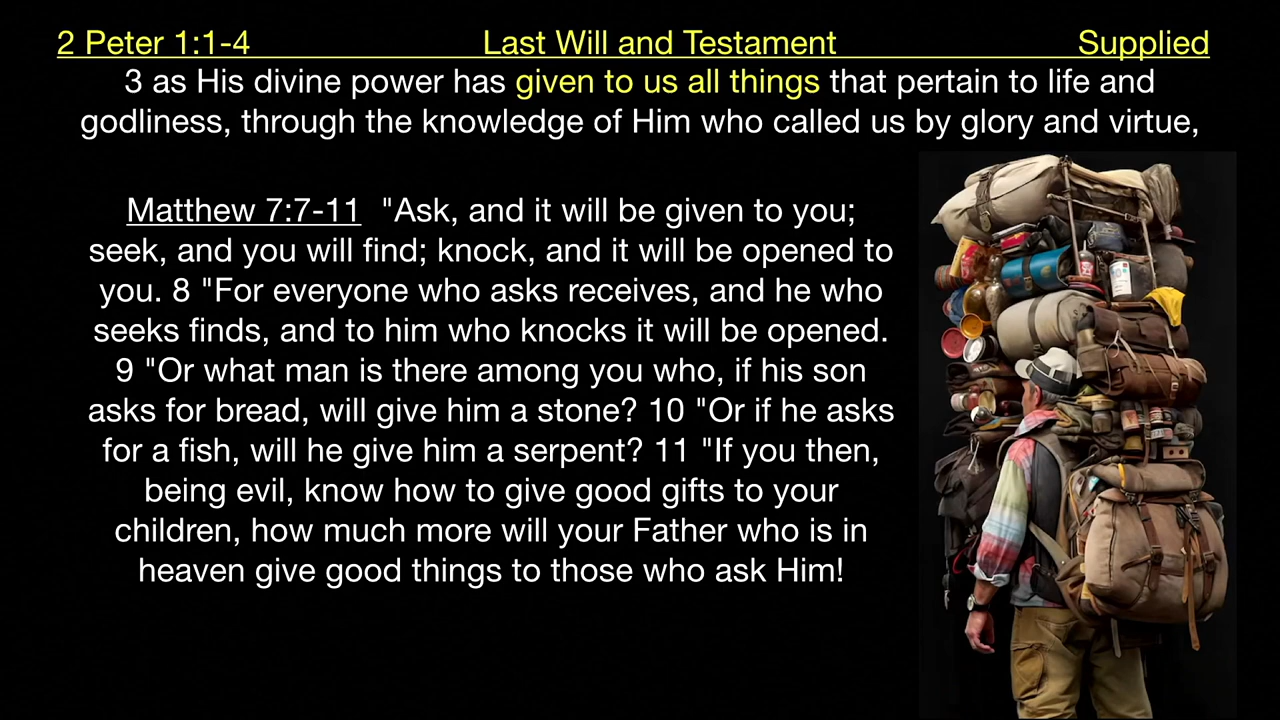 2 Peter 1:1-4 Last Will and Testament Supplied
3 as His divine power has given to us all things that pertain to life and
godliness, through the knowledge of Him who called us by glory and virtue,
Matthew 7:7-11 "Ask, and it will be given to you;
seek, and you will find; knock, and it will be opened to
you. 8 "For everyone who asks receives, and he who
seeks finds, and to him who knocks it will be opened.
9 "Or what man is there among you who, if his son
asks for bread, will give him a stone? 10 "Or if he asks
for a fish, will he give him a serpent? 11 "If you then,
being evil, know how to give good gifts to your
children, how much more will your Father who is in
heaven give good things to those who ask Him!